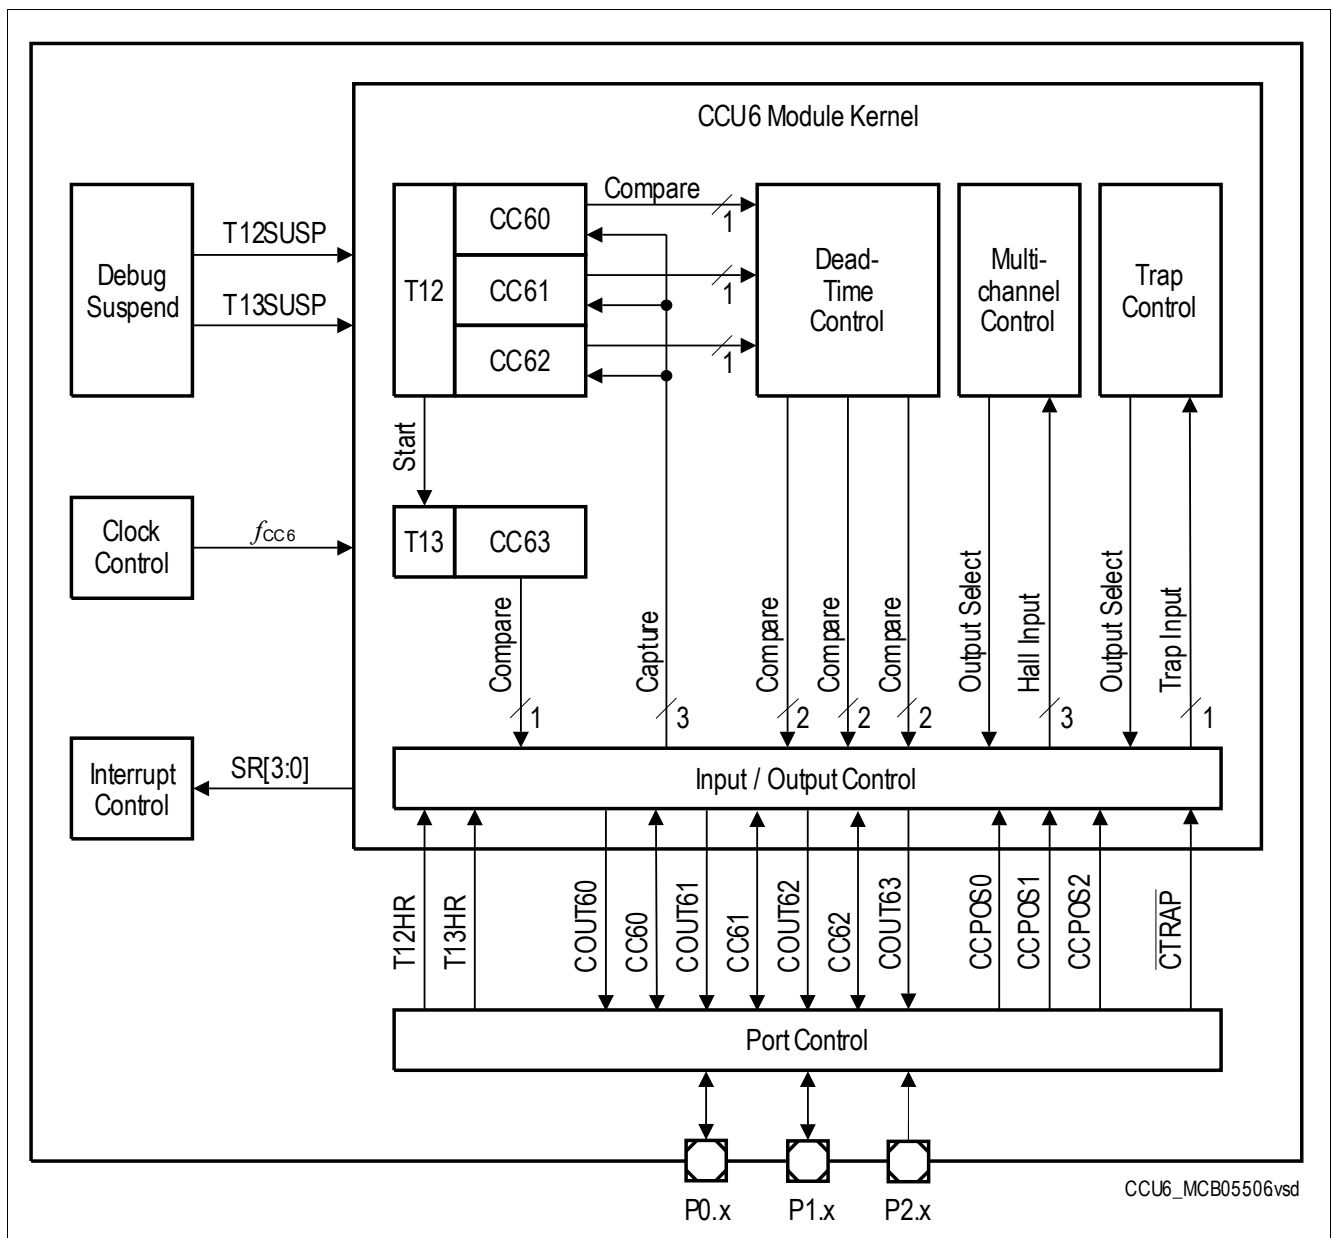 CCU6 Module Kernel
Debug
Suspend
T12SUSP
T13SUSP
T12
CC60
CC61
CC62
Compare
1
1
1
Dead-
Time
Control
Multi-
channel
Control
Trap
Control
Start
Clock
Control
fCC6
T13
CC63
Compare
1
Capture
3
Compare
2
Compare
2
Compare
2
Output Select
Hall Input
3
Output Select
Trap Input
1
Interrupt
Control
SR[3:0]
Input / Output Control
T12HR
T13HR
COUT60
CC60
COUT61
CC61
COUT62
CC62
COUT63
CCPOS0
CCPOS1
CCPOS2
CTRAP
Port Control
P0.x
P1.x
P2.x
CCU6_MCB05506.vsd